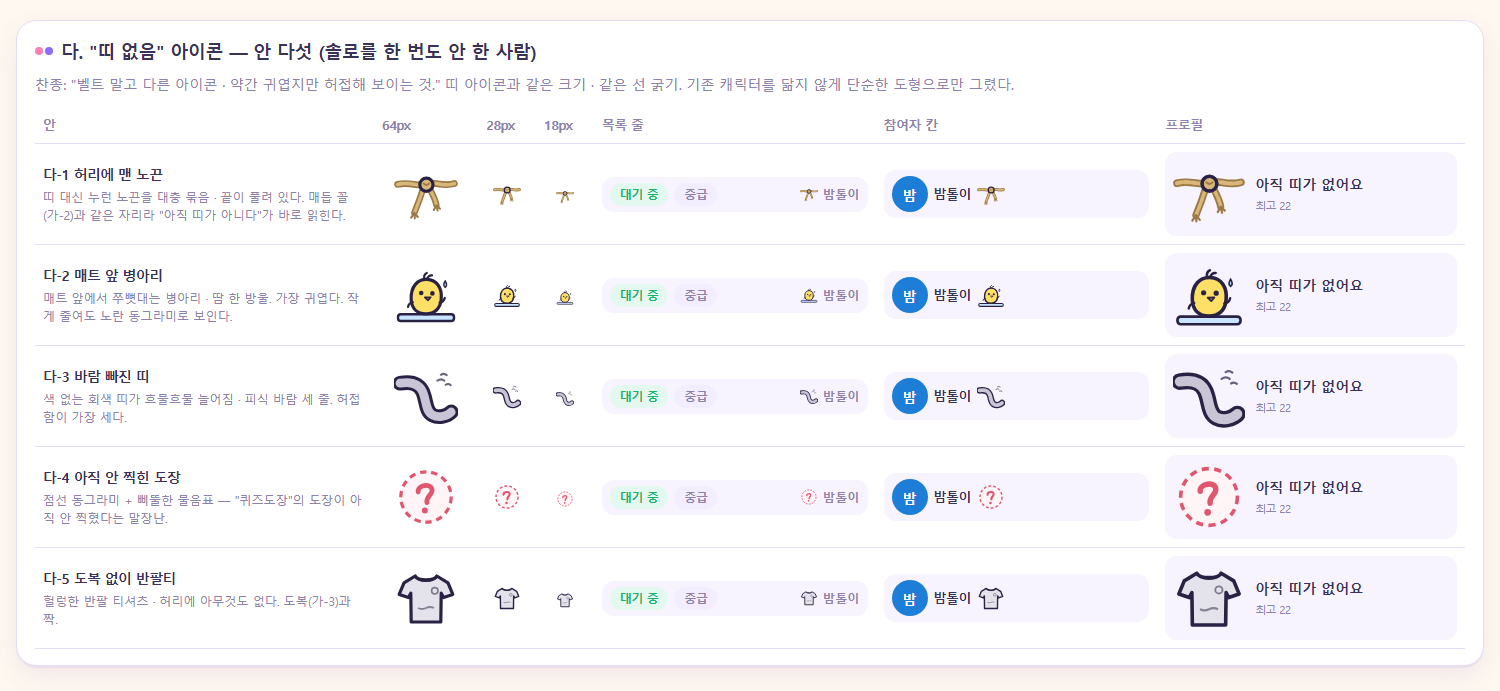 다. "띠 없음" 아이콘 — 안 다섯 (솔로를 한 번도 안 한 사람)
찬종: "벨트 말고 다른 아이콘 · 약간 귀엽지만 허접해 보이는 것." 띠 아이콘과 같은 크기 · 같은 선 굵기. 기존 캐릭터를 닮지 않게 단순한 도형으로만 그렸다.
안 64px 28px 18px 목록 줄 참여자 칸 프로필
다-1 허리에 맨 노끈
띠 대신 누런 노끈을 대충 묶음 · 끝이 풀려 있다. 매듭 꼴
(가-2)과 같은 자리라 "아직 띠가 아니다"가 바로 읽힌다.
대기 중 중급 밤톨이
밤 밤톨이
아직 띠가 없어요
최고 22
다-2 매트 앞 병아리
매트 앞에서 쭈뼛대는 병아리 · 땀 한 방울. 가장 귀엽다. 작
게 줄여도 노란 동그라미로 보인다.
대기 중 중급 밤톨이
밤 밤톨이
아직 띠가 없어요
최고 22
다-3 바람 빠진 띠
색 없는 회색 띠가 흐물흐물 늘어짐 · 피식 바람 세 줄. 허접
함이 가장 세다.
대기 중 중급 밤톨이
밤 밤톨이
아직 띠가 없어요
최고 22
다-4 아직 안 찍힌 도장
점선 동그라미 + 삐뚤한 물음표 — "퀴즈도장"의 도장이 아
직 안 찍혔다는 말장난.
?
?
?
대기 중 중급 ? 밤톨이
밤 밤톨이 ?
? 아직 띠가 없어요
최고 22
다-5 도복 없이 반팔티
헐렁한 반팔 티셔츠 · 허리에 아무것도 없다. 도복(가-3)과
짝.
대기 중 중급 밤톨이
밤 밤톨이
아직 띠가 없어요
최고 22